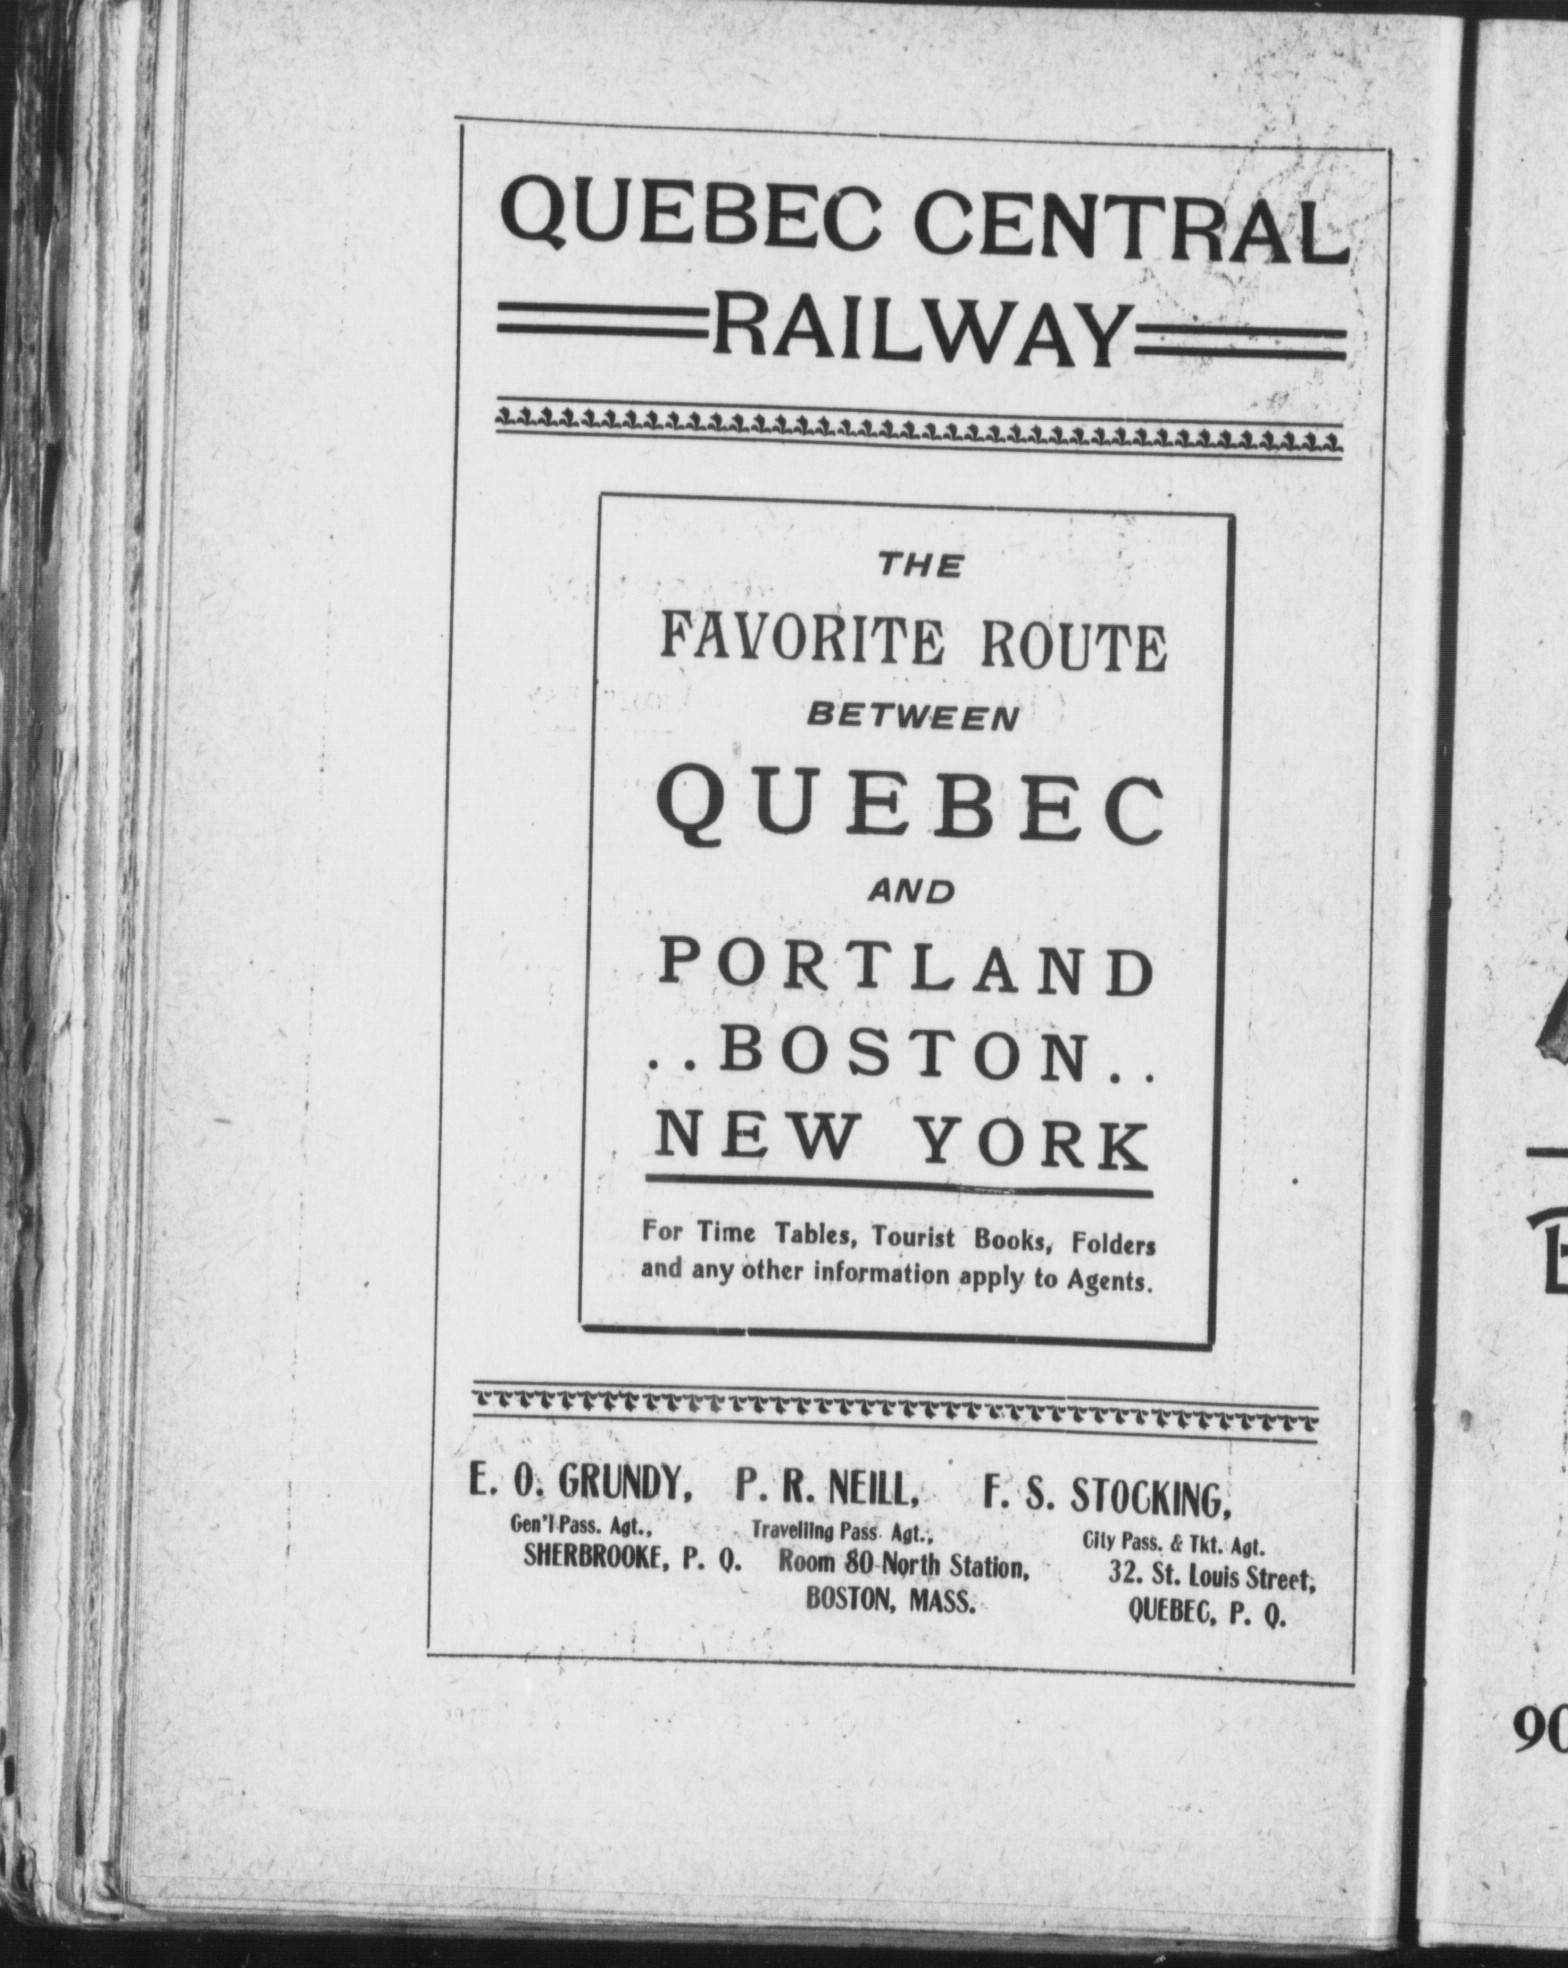 QUEBEC CENTRAL
RAILWAY
THE
FAVORITE ROUTE
BETWEEN
QUEBEC
AND
PORTLAND
..BOSTON..
NEW YORK
For Time Tables, Tourist Books, Folders
and any other information apply to Agents.
E. O. GRUNDY,
Gen'l Pass. Agt.,
SHERBROOKE, P. Q.
P. R. NEILL,
Travelling Pass. Agt.,
Room 80 North Station,
BOSTON, MASS.
F. S. STOCKING,
City Pass. & Tkt. Agt.
32. St. Louis Street,
QUEBEC, P. Q.
90